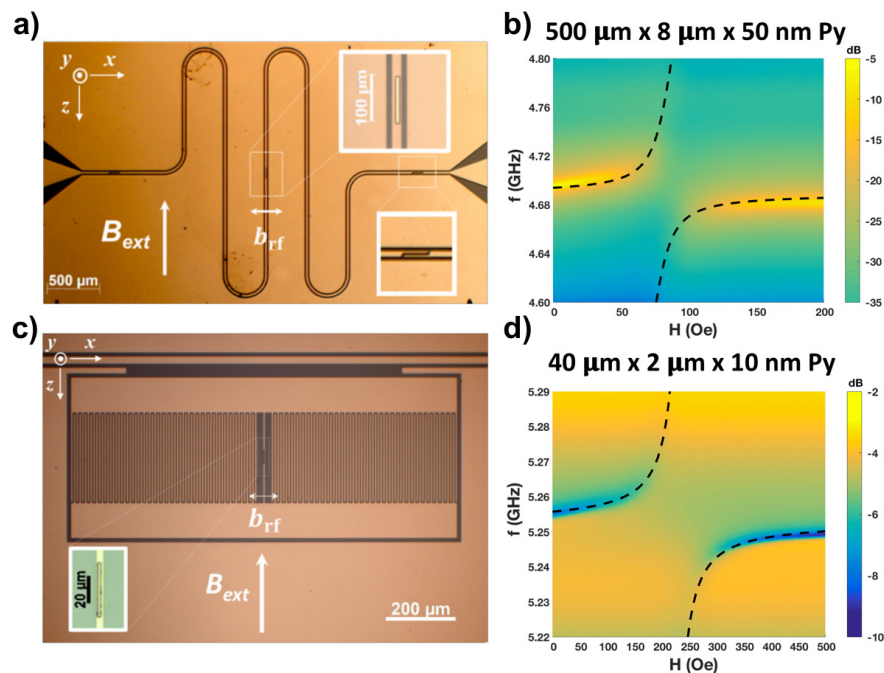 a)
y
x
z
100 μm
B_ext
b_rf
500 μm
b) 500 μm x 8 μm x 50 nm Py
dB
4.80
4.76
4.72
4.68
4.64
4.60
f (GHz)
0 50 100 150 200
H (Oe)
-5
-10
-15
-20
-25
-30
-35
c)
y
x
z
b_rf
20 μm
B_ext
200 μm
d) 40 μm x 2 μm x 10 nm Py
dB
5.29
5.28
5.27
5.26
5.25
5.24
5.23
5.22
f (GHz)
0 50 100 150 200 250 300 350 400 450 500
H (Oe)
-2
-4
-6
-8
-10